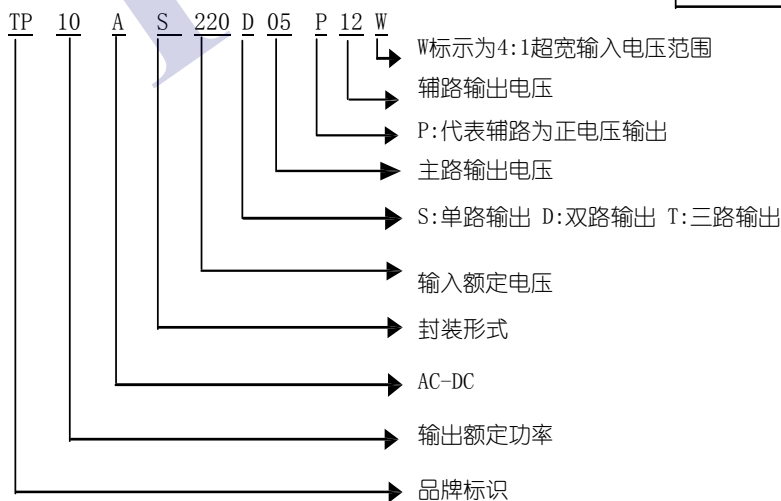 TP 10 A S 220 D 05 P 12 W
W标示为4:1超宽输入电压范围
辅路输出电压
P:代表辅路为正电压输出
主路输出电压
S:单路输出 D:双路输出 T:三路输出
输入额定电压
封装形式
AC-DC
输出额定功率
品牌标识